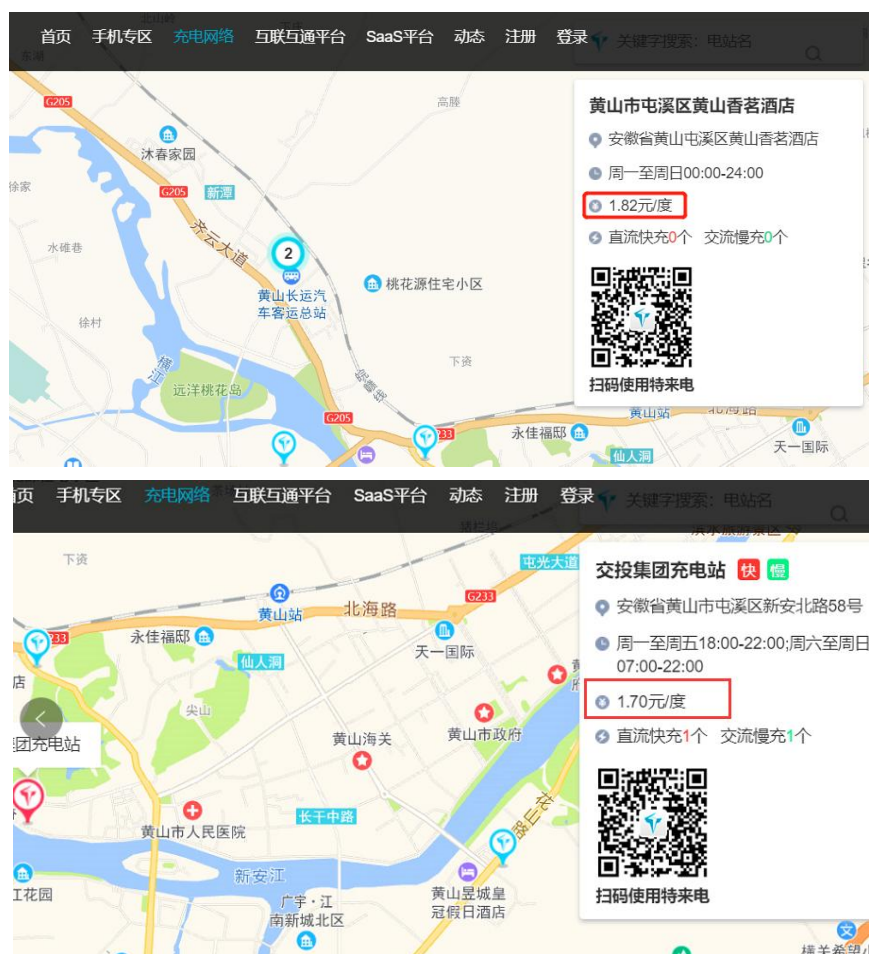 北山岭
首页 手机专区 充电网络 互联互通平台 SaaS平台 动态 注册 登录 关键字搜索：电站名
东湖
G205
高塍
沐春家园
徐家
G205 新潭
齐云大道
水碓巷
2
黄山长运汽
车客运总站
桃花源住宅小区
徐村
横江
远洋桃花岛
皖赣线
下资
G205
233
永佳福邸
黄山站
北海路
仙人洞
天一国际
黄山市屯溪区黄山香茗酒店
安徽省黄山屯溪区黄山香茗酒店
周一至周日00:00-24:00
1.82元/度
直流快充0个 交流慢充0个
扫码使用特来电
页 手机专区 充电网络 互联互通平台 SaaS平台 动态 注册 登录 关键字搜索：电站名
下资
屯光大道
G233
黄山站
北海路
233
永佳福邸
仙人洞
天一国际
店
尖山
团充电站
黄山海关
黄山市政府
长干中路
黄山市人民医院
花山路
新安江
江花园
广宇·江
南新城北区
黄山昱城皇
冠假日酒店
交投集团充电站 快 慢
安徽省黄山市屯溪区新安北路58号
周一至周五18:00-22:00;周六至周日
07:00-22:00
1.70元/度
直流快充1个 交流慢充1个
扫码使用特来电